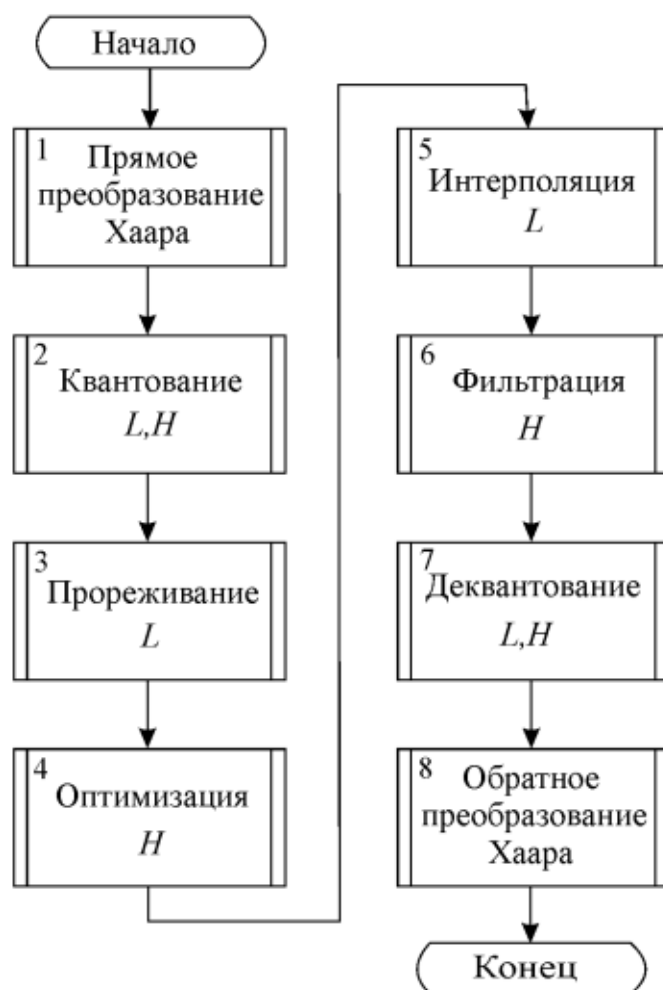 Начало
1
Прямое
преобразование
Хаара
2
Квантование
L,H
3
Прореживание
L
4
Оптимизация
H
5
Интерполяция
L
6
Фильтрация
H
7
Деквантование
L,H
8
Обратное
преобразование
Хаара
Конец